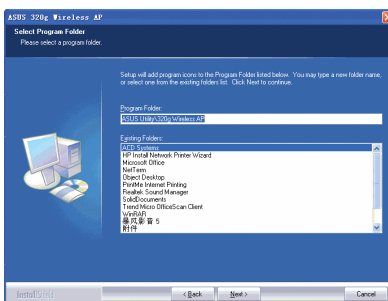 ASUS 320g Wireless AP
Select Program Folder
Please select a program folder.
Setup will add program icons to the Program Folder listed below. You may type a new folder name,
or select one from the existing folders list. Click Next to continue.
Program Folder:
ASUS Utility\320g Wireless AP
Existing Folders:
ACD Systems
HP Install Network Printer Wizard
Microsoft Office
NetTerm
Object Desktop
PrintMe Internet Printing
Realtek Sound Manager
SolidDocuments
Trend Micro OfficeScan Client
WinRAR
暴风影音 5
附件
InstallShield
< Back
Next >
Cancel